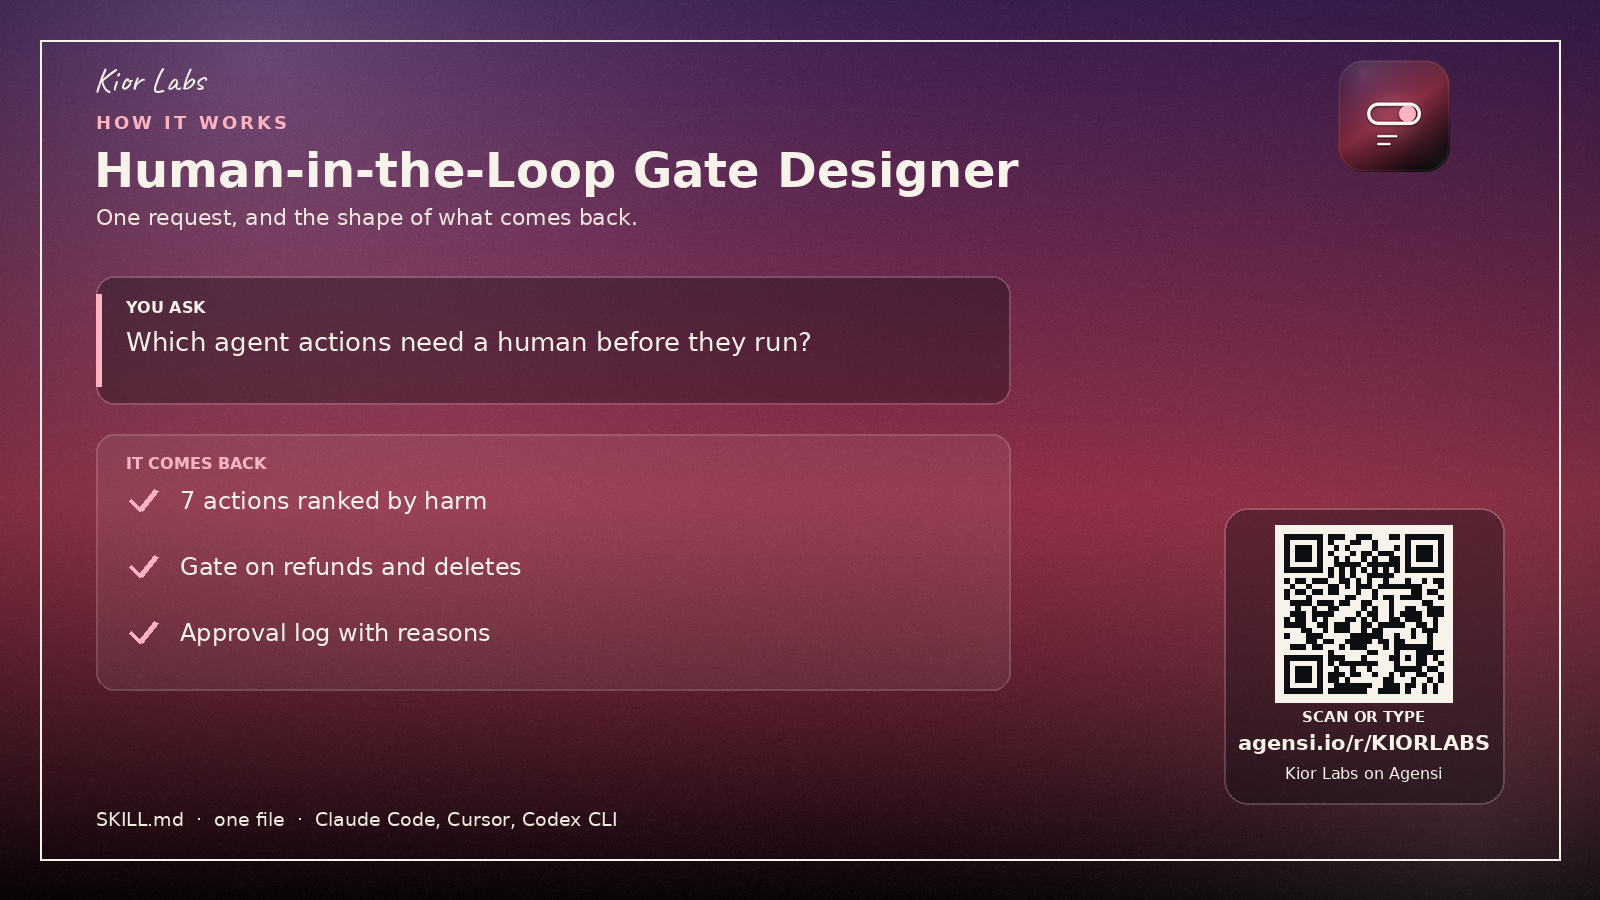 Kior Labs
HOW IT WORKS
Human-in-the-Loop Gate Designer
One request, and the shape of what comes back.
YOU ASK
Which agent actions need a human before they run?
IT COMES BACK
7 actions ranked by harm
Gate on refunds and deletes
Approval log with reasons
SCAN OR TYPE
agensi.io/r/KIORLABS
Kior Labs on Agensi
SKILL.md · one file · Claude Code, Cursor, Codex CLI